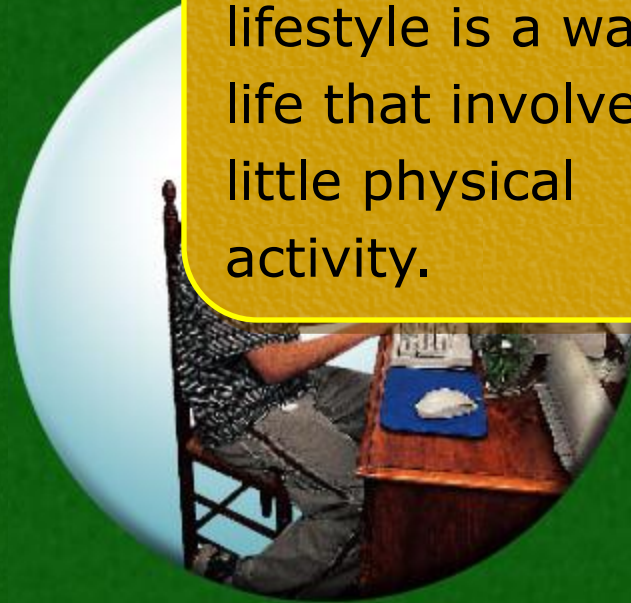 lifestyle is a wa
life that involve
little physical
activity.